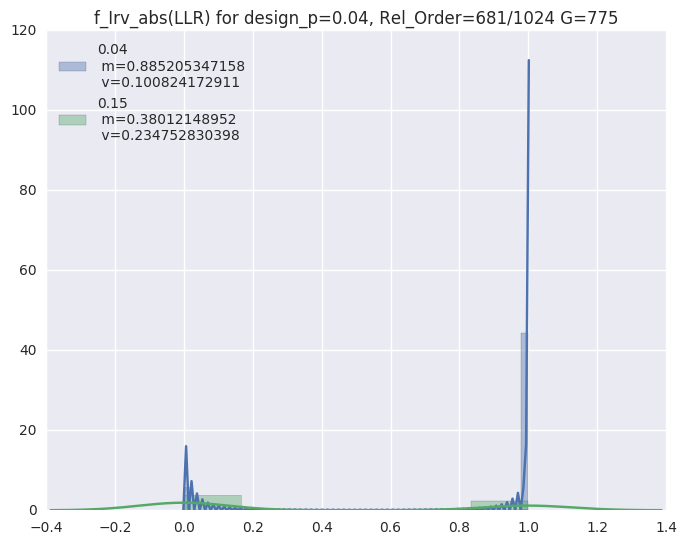 f_Irv_abs(LLR) for design_p=0.04, Rel_Order=681/1024 G=775
120
100
80
60
40
20
0
0.04
m=0.885205347158
v=0.100824172911
0.15
m=0.38012148952
v=0.234752830398
−0.4 −0.2 0.0 0.2 0.4 0.6 0.8 1.0 1.2 1.4